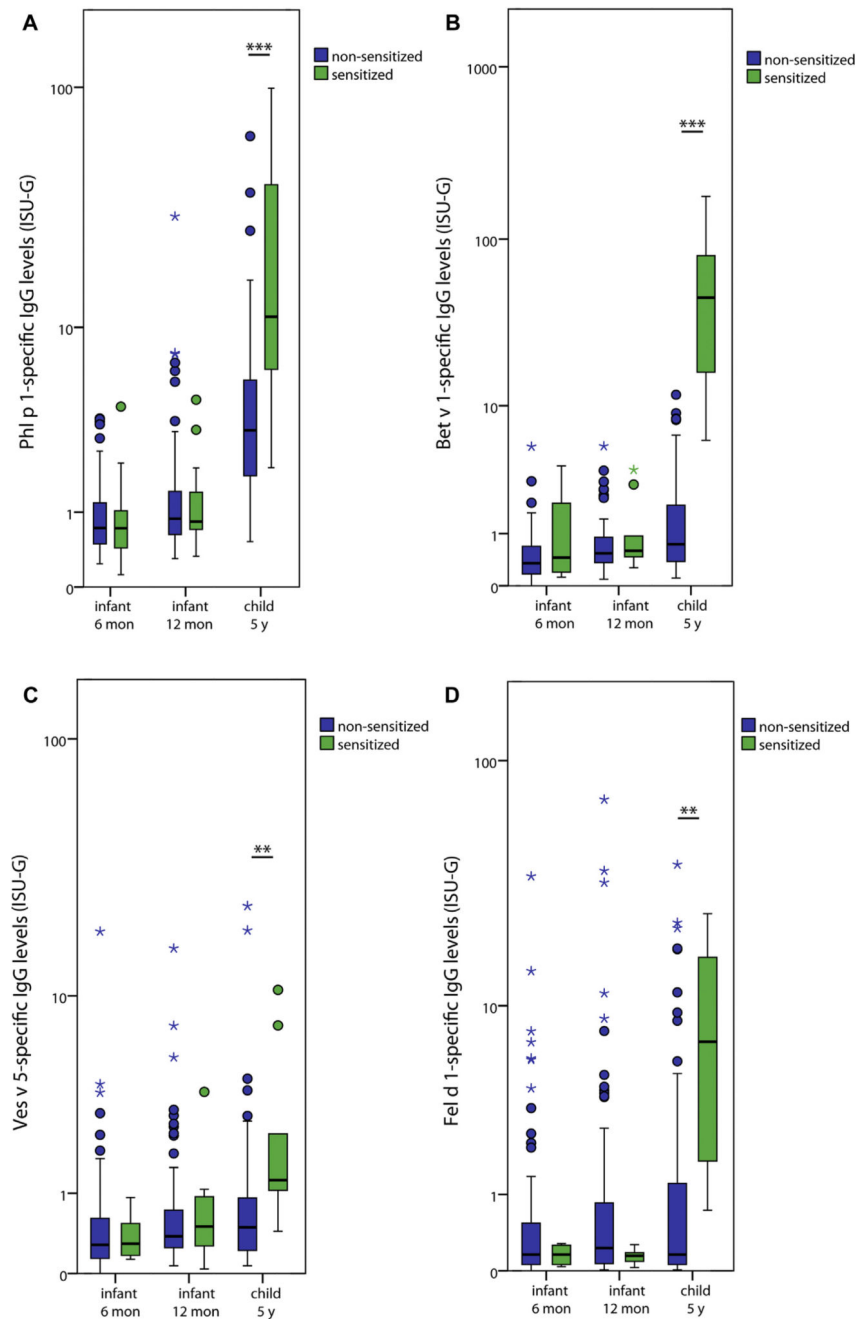 A
***
non-sensitized
sensitized
100
10
1
0
Phl p 1-specific IgG levels (ISU-G)
infant
6 mon
infant
12 mon
child
5 y
B
***
non-sensitized
sensitized
1000
100
10
1
0
Bet v 1-specific IgG levels (ISU-G)
infant
6 mon
infant
12 mon
child
5 y
C
**
non-sensitized
sensitized
100
10
1
0
Ves v 5-specific IgG levels (ISU-G)
infant
6 mon
infant
12 mon
child
5 y
D
**
non-sensitized
sensitized
100
10
1
0
Fel d 1-specific IgG levels (ISU-G)
infant
6 mon
infant
12 mon
child
5 y